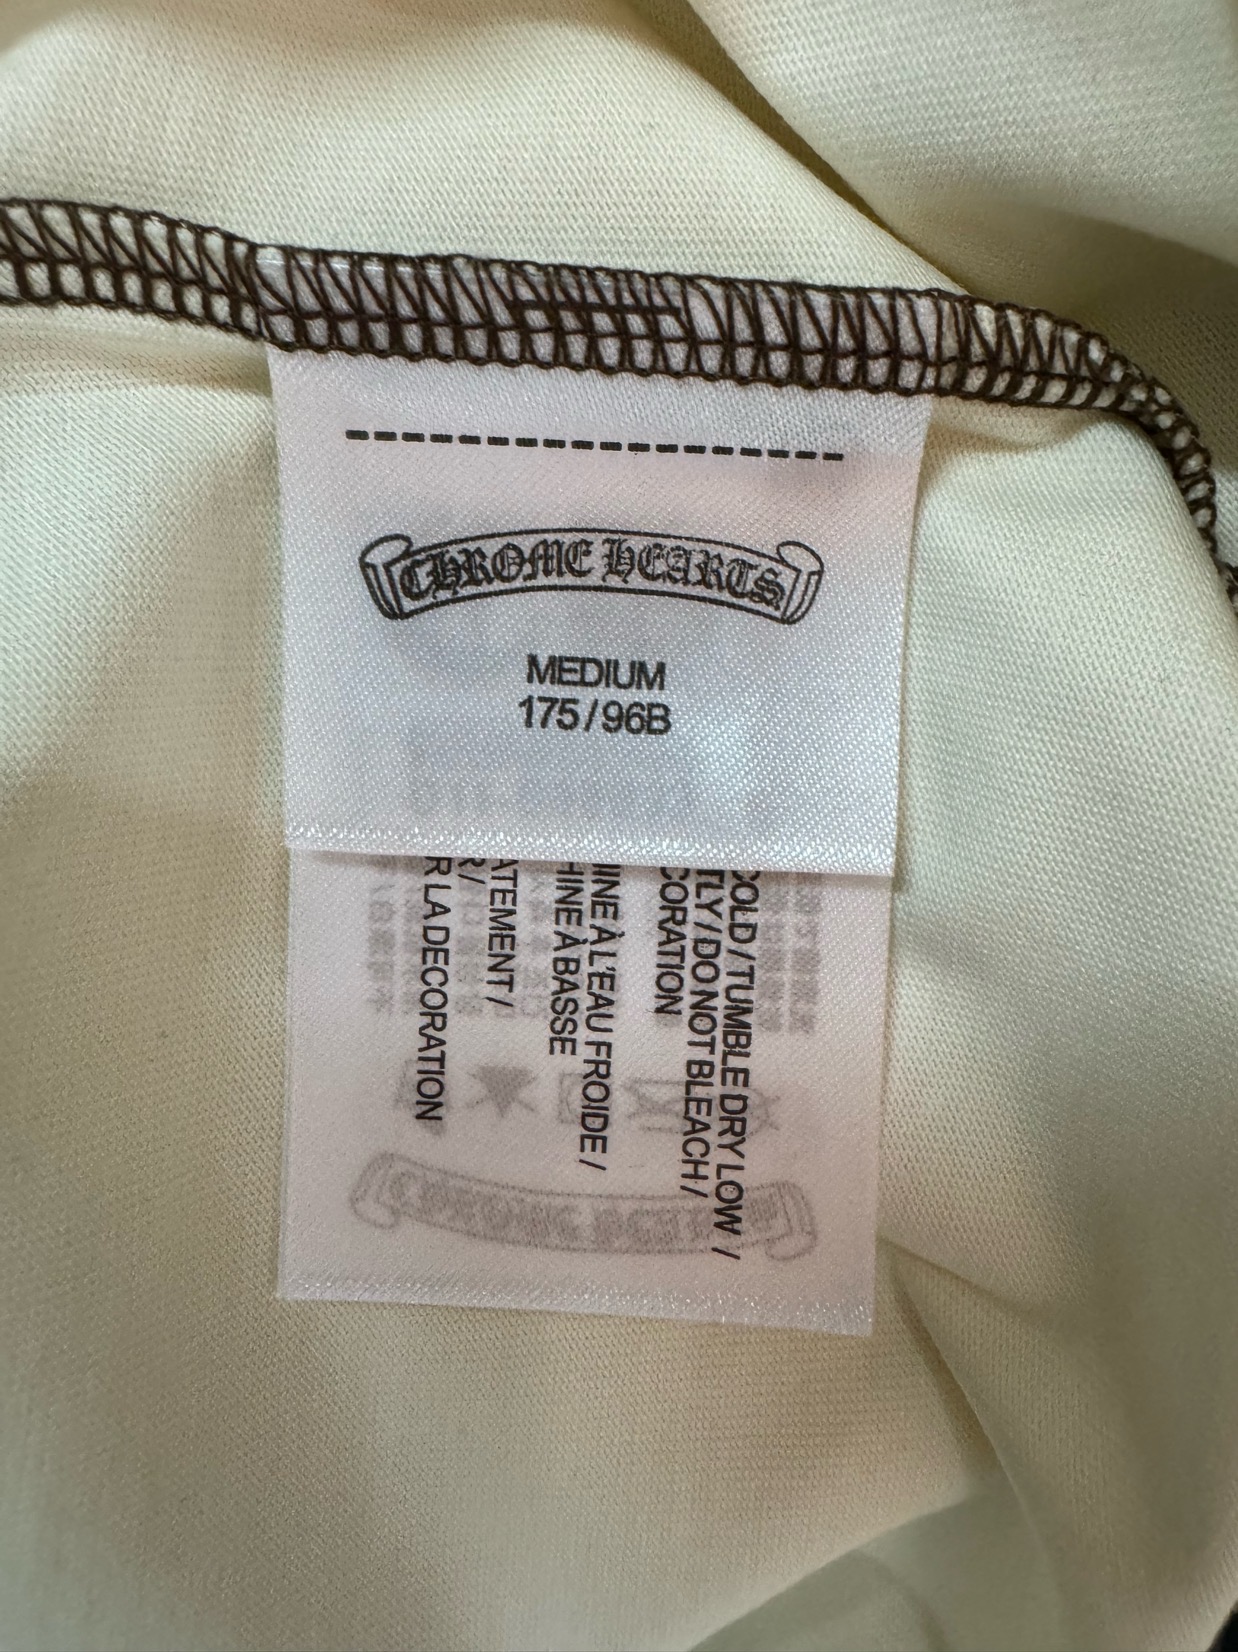 CHROME HEARTS
MEDIUM
175/96B
COLD/TUMBLE DRY LOW/
TLY/DO NOT BLEACH/
CORATION
INE À L'EAU FROIDE/
HINE À BASSE
ATEMENT/
R/
R LA DECORATION